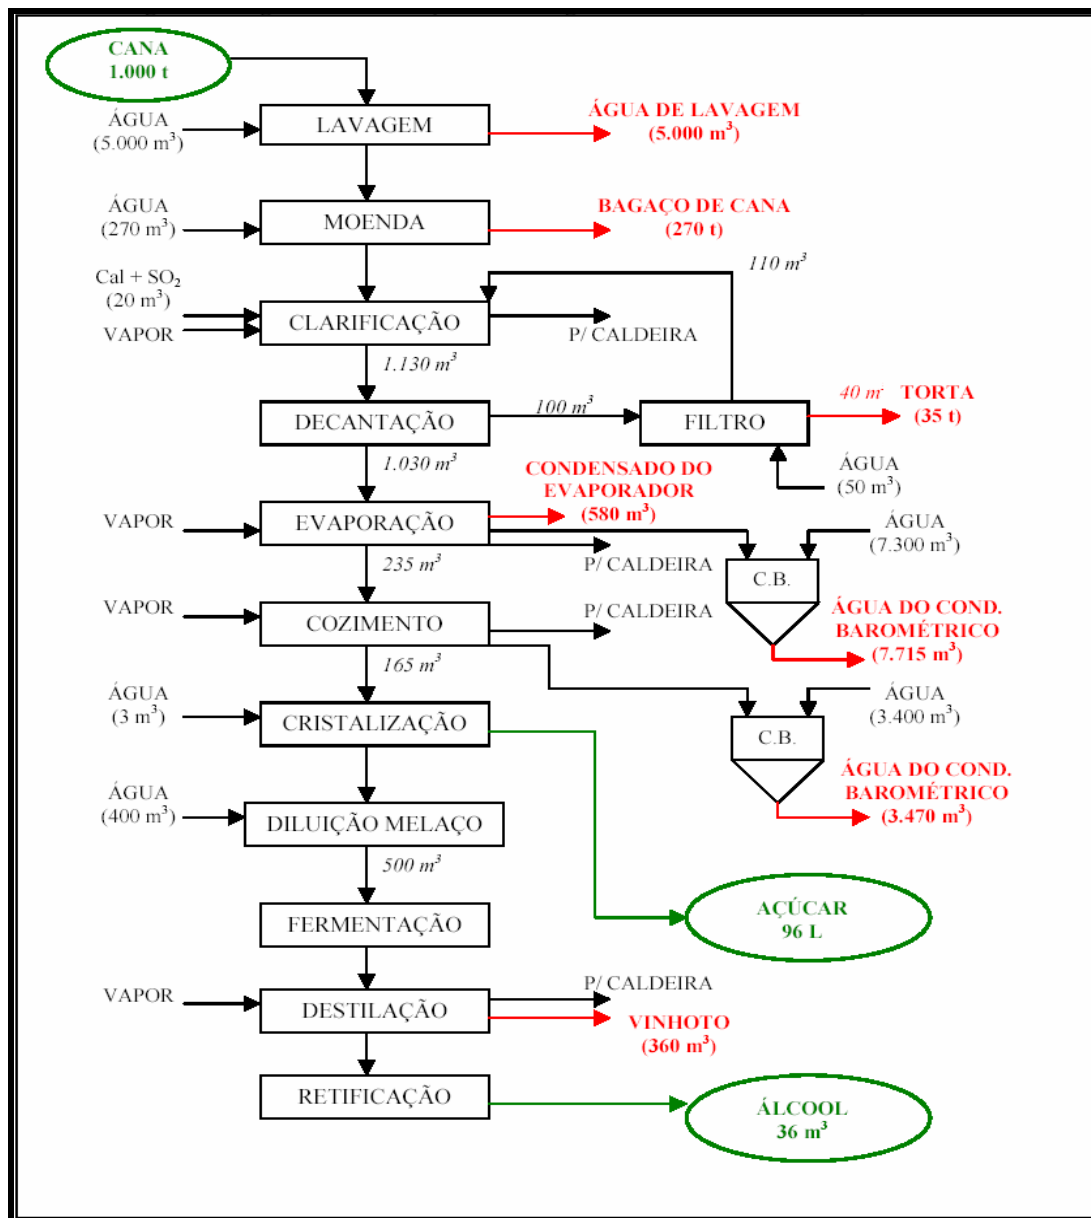 CANA
1.000 t
ÁGUA
(5.000 m³)
LAVAGEM
ÁGUA DE LAVAGEM
(5.000 m³)
ÁGUA
(270 m³)
MOENDA
BAGAÇO DE CANA
(270 t)
110 m³
Cal + SO₂
(20 m³)
VAPOR
CLARIFICAÇÃO
P/ CALDEIRA
1.130 m³
DECANTAÇÃO
100 m³
FILTRO
40 m
TORTA
(35 t)
1.030 m³
ÁGUA
(50 m³)
CONDENSADO DO
EVAPORADOR
(580 m³)
VAPOR
EVAPORAÇÃO
P/ CALDEIRA
ÁGUA
(7.300 m³)
235 m³
C.B.
VAPOR
COZIMENTO
P/ CALDEIRA
ÁGUA DO COND.
BAROMÉTRICO
(7.715 m³)
165 m³
ÁGUA
(3 m³)
CRISTALIZAÇÃO
ÁGUA
(3.400 m³)
C.B.
ÁGUA DO COND.
BAROMÉTRICO
(3.470 m³)
ÁGUA
(400 m³)
DILUIÇÃO MELAÇO
500 m³
AÇÚCAR
96 L
FERMENTAÇÃO
VAPOR
DESTILAÇÃO
P/ CALDEIRA
VINHOTO
(360 m³)
RETIFICAÇÃO
ÁLCOOL
36 m³